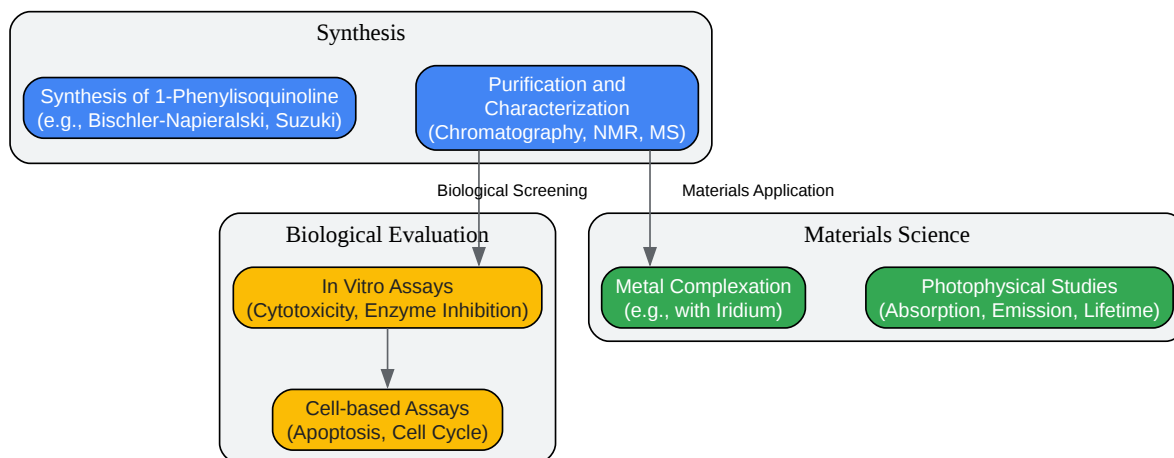 Synthesis
Synthesis of 1-Phenylisoquinoline
(e.g., Bischler-Napieralski, Suzuki)
Purification and
Characterization
(Chromatography, NMR, MS)
Biological Screening
Materials Application
Biological Evaluation
In Vitro Assays
(Cytotoxicity, Enzyme Inhibition)
Cell-based Assays
(Apoptosis, Cell Cycle)
Materials Science
Metal Complexation
(e.g., with Iridium)
Photophysical Studies
(Absorption, Emission, Lifetime)